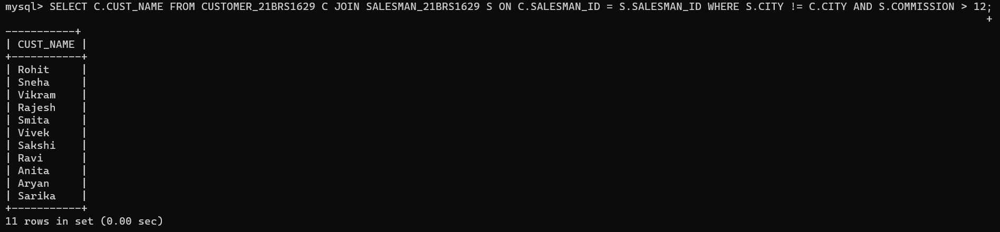 mysql> SELECT C.CUST_NAME FROM CUSTOMER_21BRS1629 C JOIN SALESMAN_21BRS1629 S ON C.SALESMAN_ID = S.SALESMAN_ID WHERE S.CITY != C.CITY AND S.COMMISSION > 12;
+
-----------+
| CUST_NAME |
+-----------+
| Rohit     |
| Sneha     |
| Vikram    |
| Rajesh    |
| Smita     |
| Vivek     |
| Sakshi    |
| Ravi      |
| Anita     |
| Aryan     |
| Sarika    |
+-----------+
11 rows in set (0.00 sec)